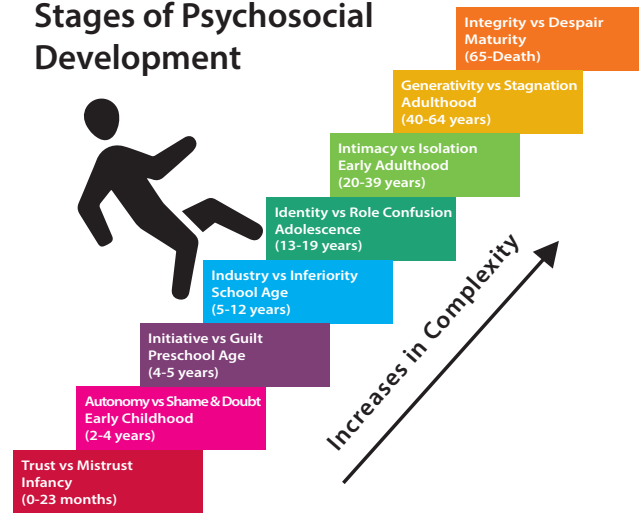 Stages of Psychosocial
Development
Integrity vs Despair
Maturity
(65-Death)
Generativity vs Stagnation
Adulthood
(40-64 years)
Intimacy vs Isolation
Early Adulthood
(20-39 years)
Identity vs Role Confusion
Adolescence
(13-19 years)
Industry vs Inferiority
School Age
(5-12 years)
Initiative vs Guilt
Preschool Age
(4-5 years)
Autonomy vs Shame & Doubt
Early Childhood
(2-4 years)
Trust vs Mistrust
Infancy
(0-23 months)
Increases in Complexity